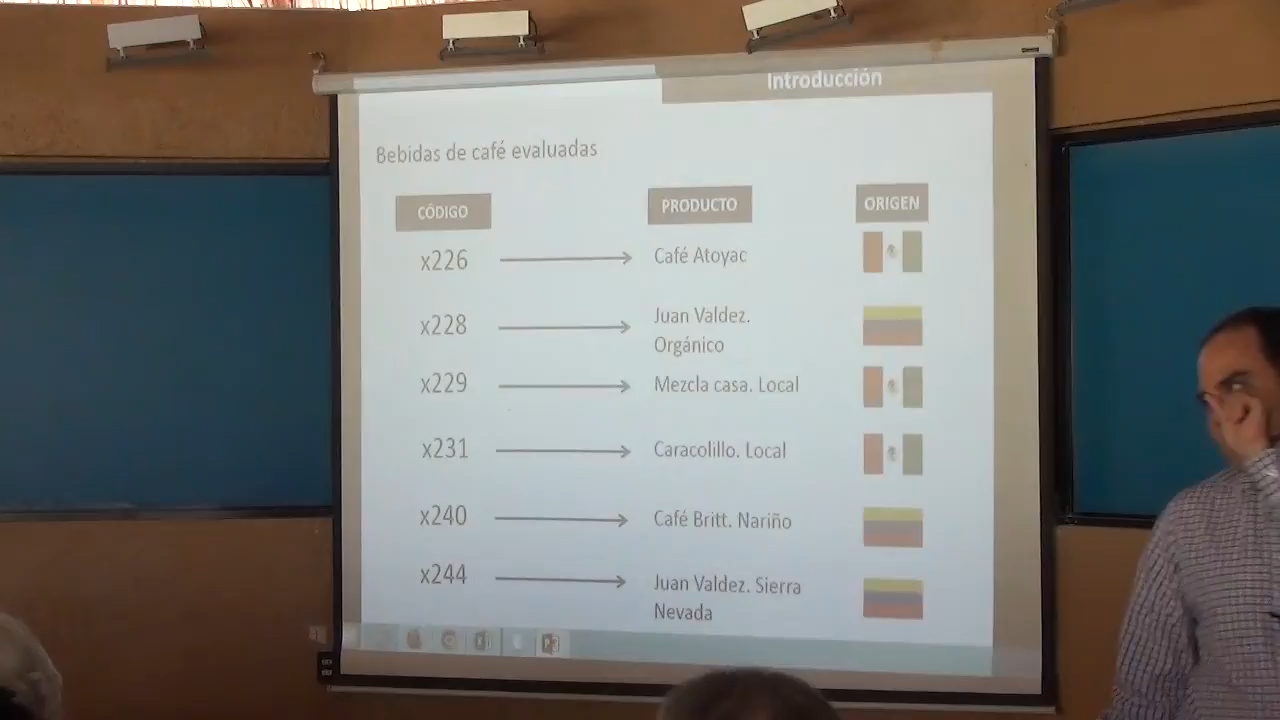 Introducción
Bebidas de café evaluadas
CÔDIGO PRODUCTO ORIGEN
x226 Café Atoyac
x228 Juan Valdez.
Orgánico
x229 Mezcla casa. Local
x231 Caracolillo. Local
x240 Café Britt. Nariño
x244 Juan Valdez. Sierra
Nevada